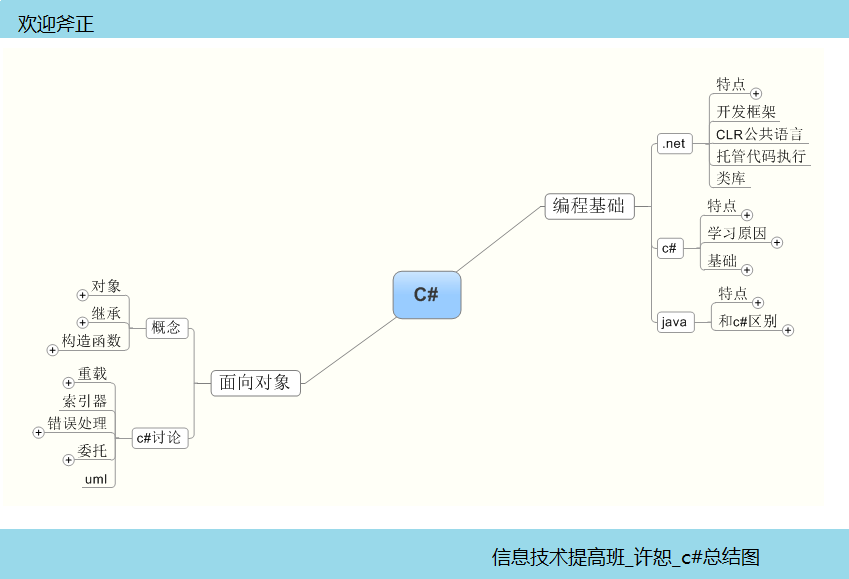 欢迎斧正
特点
开发框架
CLR公共语言
.net
托管代码执行
类库
编程基础
特点
学习原因
c#
基础
特点
java
和c#区别
C#
对象
继承
概念
构造函数
面向对象
重载
索引器
错误处理
c#讨论
委托
uml
信息技术提高班_许恕_c#总结图